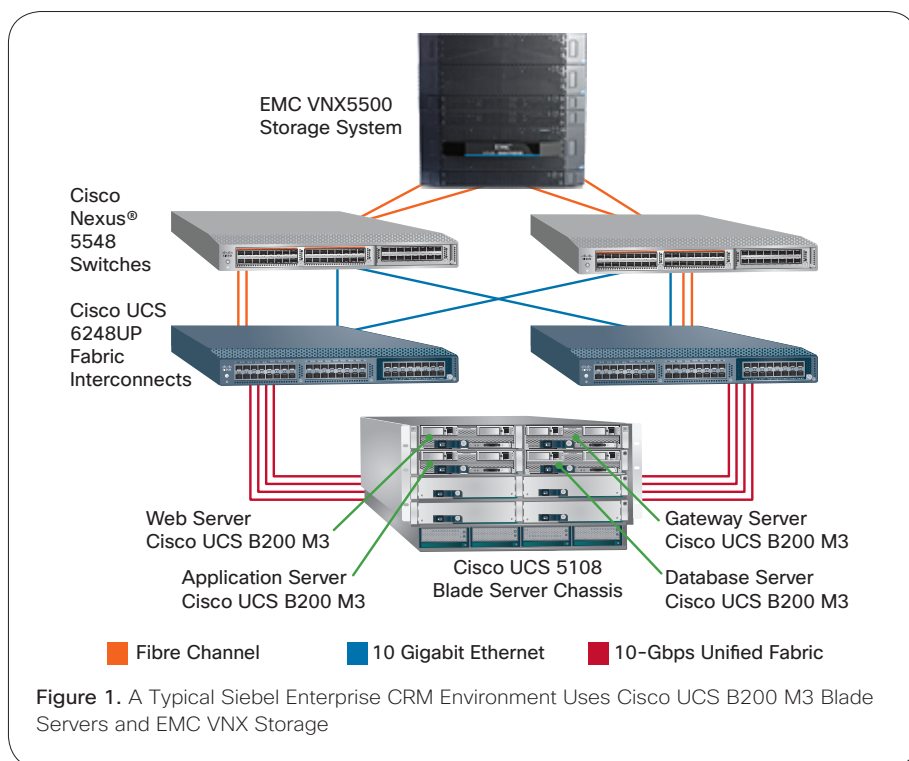 EMC VNX5500
Storage System
EMC
Cisco
Nexus®
5548
Switches
Cisco UCS
6248UP
Fabric
Interconnects
Web Server
Cisco UCS B200 M3
Gateway Server
Cisco UCS B200 M3
Application Server
Cisco UCS B200 M3
Cisco UCS 5108
Blade Server Chassis
Database Server
Cisco UCS B200 M3
Fibre Channel
10 Gigabit Ethernet
10-Gbps Unified Fabric
Figure 1. A Typical Siebel Enterprise CRM Environment Uses Cisco UCS B200 M3 Blade
Servers and EMC VNX Storage